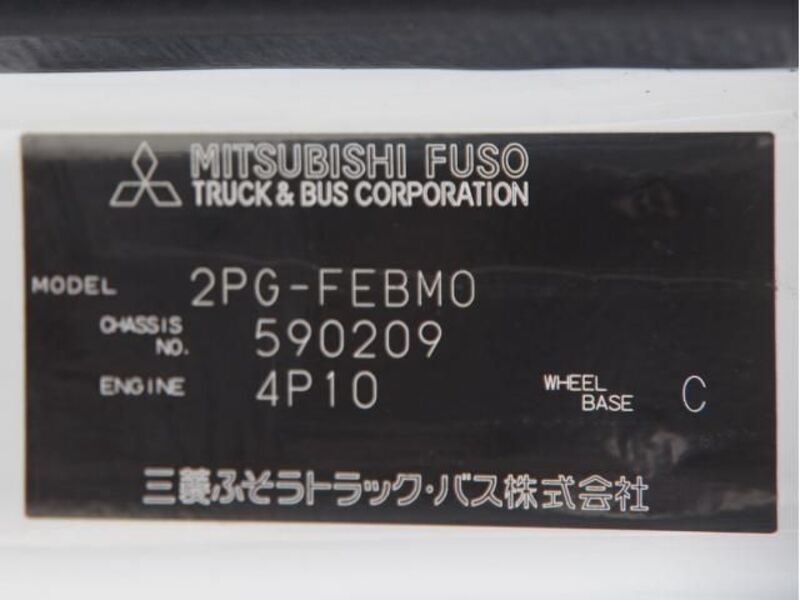 MITSUBISHI FUSO
TRUCK & BUS CORPORATION
MODEL 2PG-FEBM0
CHASSIS NO. 590209
ENGINE 4P10 WHEEL BASE C
三菱ふそうトラック・バス株式会社